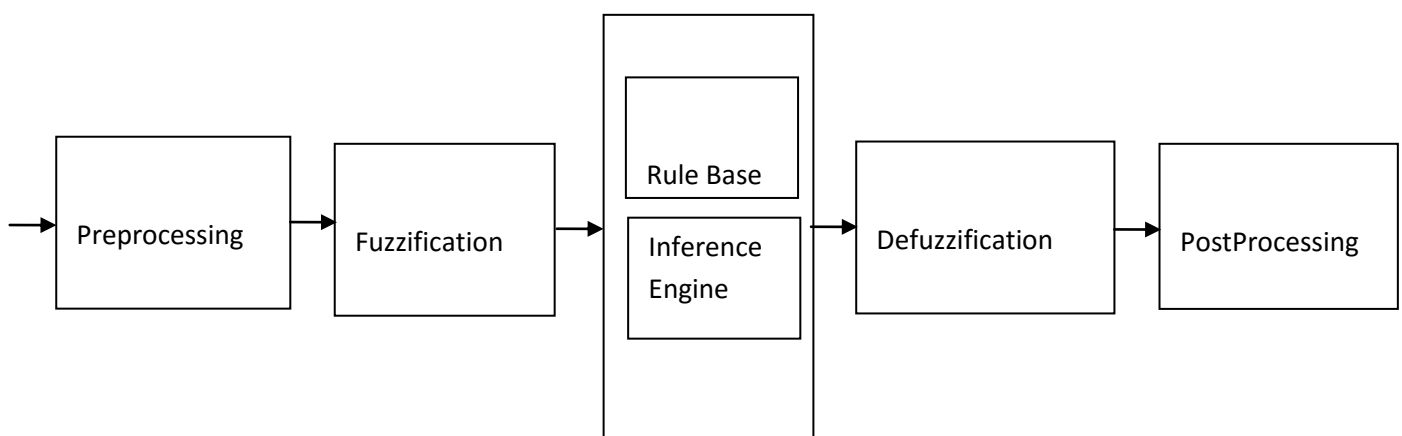 Preprocessing
Fuzzification
Rule Base
Inference
Engine
Defuzzification
PostProcessing